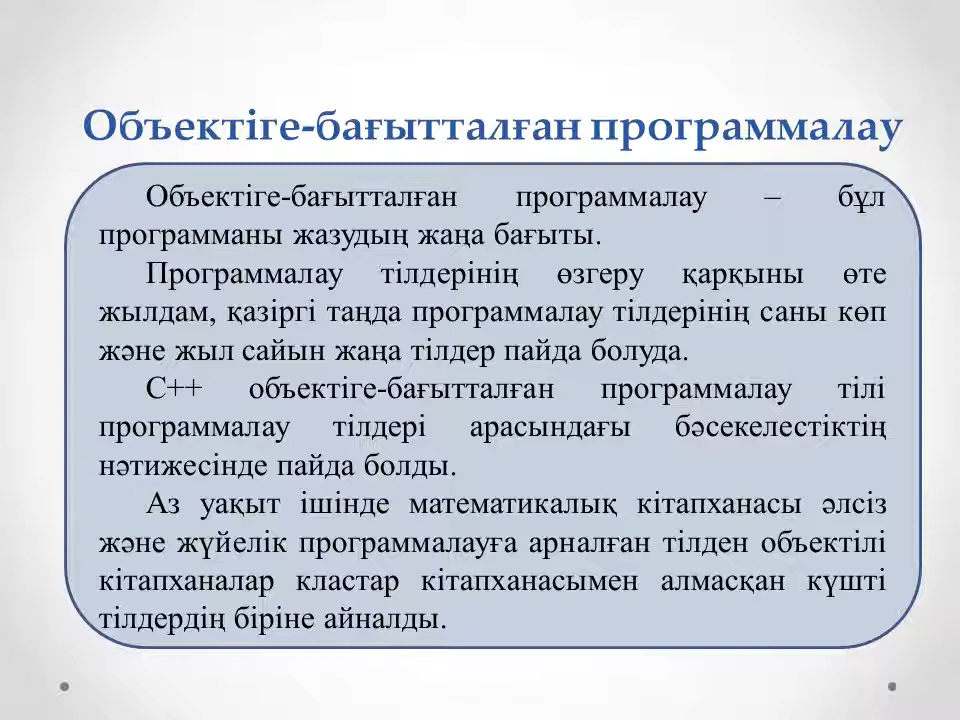 Объектіге-бағытталған программалау
Объектіге-бағытталған программалау – бұл
программаны жазудың жаңа бағыты.
Программалау тілдерінің өзгеру қарқыны өте
жылдам, қазіргі таңда программалау тілдерінің саны көп
және жыл сайын жаңа тілдер пайда болуда.
С++ объектіге-бағытталған программалау тілі
программалау тілдері арасындағы бәсекелестіктің
нәтижесінде пайда болды.
Аз уақыт ішінде математикалық кітапханасы әлсіз
және жүйелік программалауға арналған тілден объектілі
кітапханалар кластар кітапханасымен алмасқан күшті
тілдердің біріне айналды.